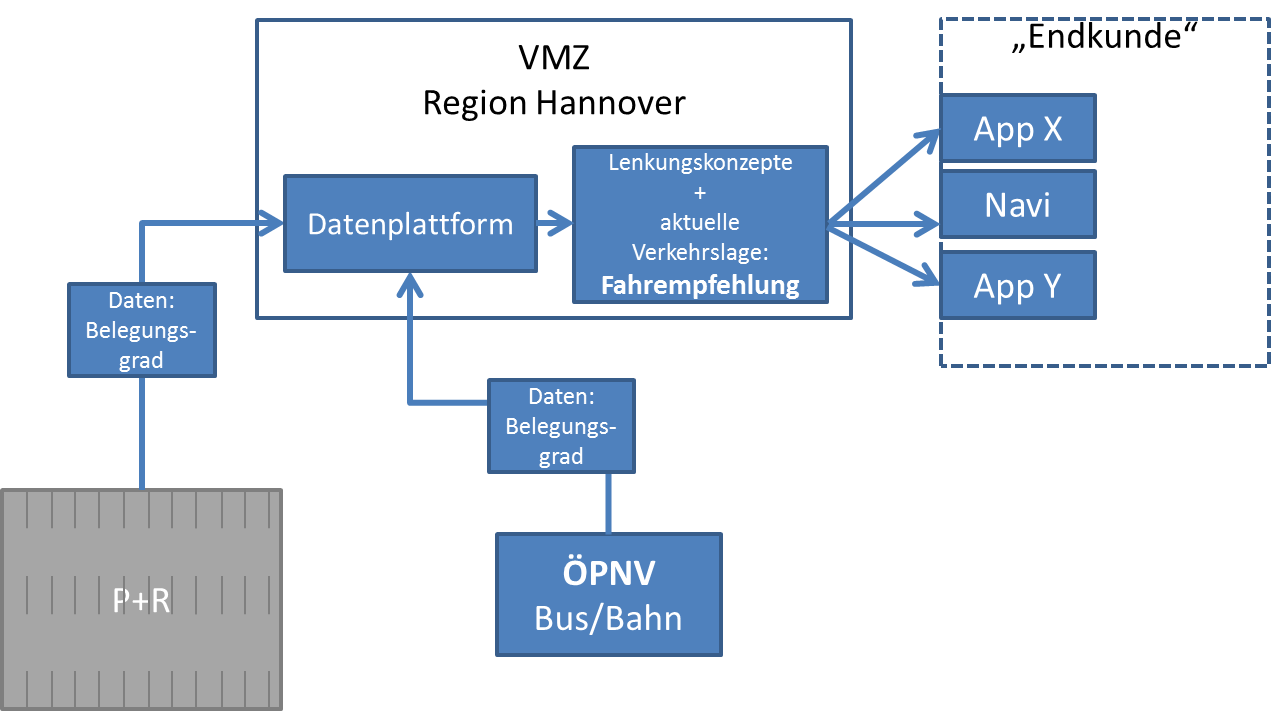 VMZ
Region Hannover
„Endkunde“
Datenplattform
Lenkungskonzepte
+
aktuelle
Verkehrslage:
Fahrempfehlung
App X
Navi
App Y
Daten:
Belegungs-
grad
Daten:
Belegungs-
grad
P+R
ÖPNV
Bus/Bahn